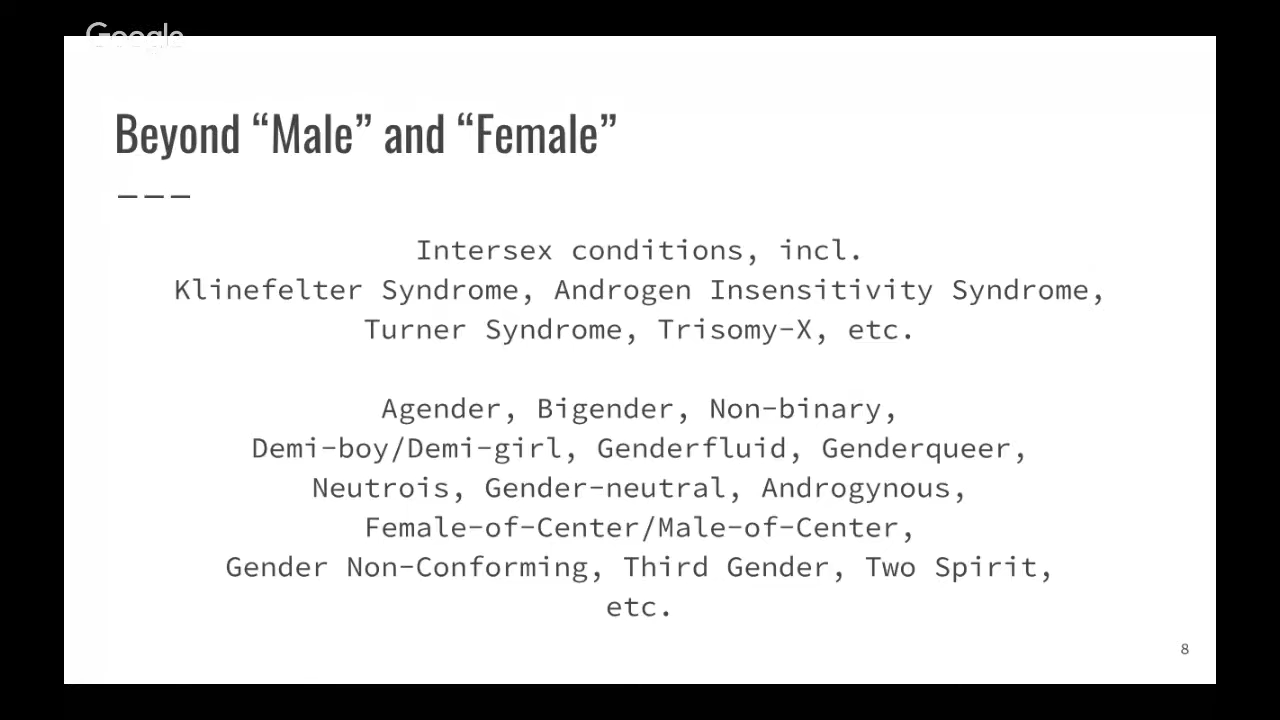 Google
Beyond “Male” and “Female”
Intersex conditions, incl.
Klinefelter Syndrome, Androgen Insensitivity Syndrome,
Turner Syndrome, Trisomy-X, etc.
Agender, Bigender, Non-binary,
Demi-boy/Demi-girl, Genderfluid, Genderqueer,
Neutrois, Gender-neutral, Androgynous,
Female-of-Center/Male-of-Center,
Gender Non-Conforming, Third Gender, Two Spirit,
etc.
8